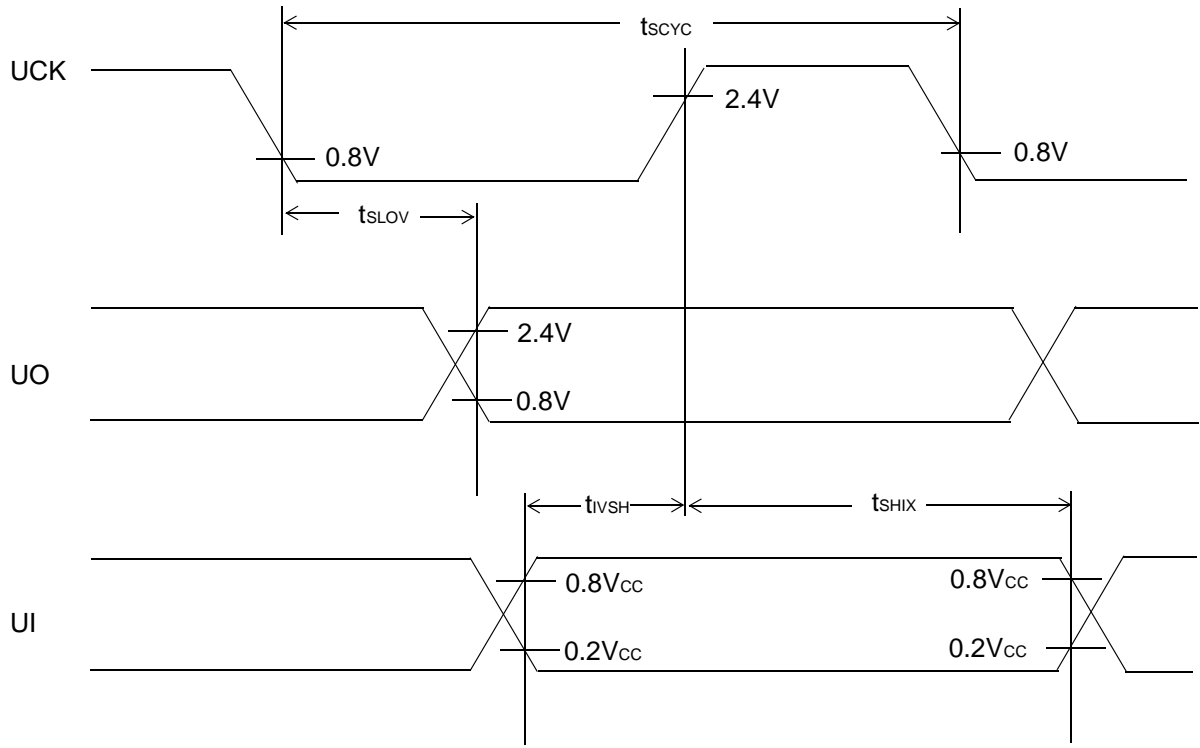 tSCYC
UCK
2.4V
0.8V
0.8V
tSLOV
2.4V
UO
0.8V
tIVSH
tSHIX
0.8VCC
0.8VCC
UI
0.2VCC
0.2VCC